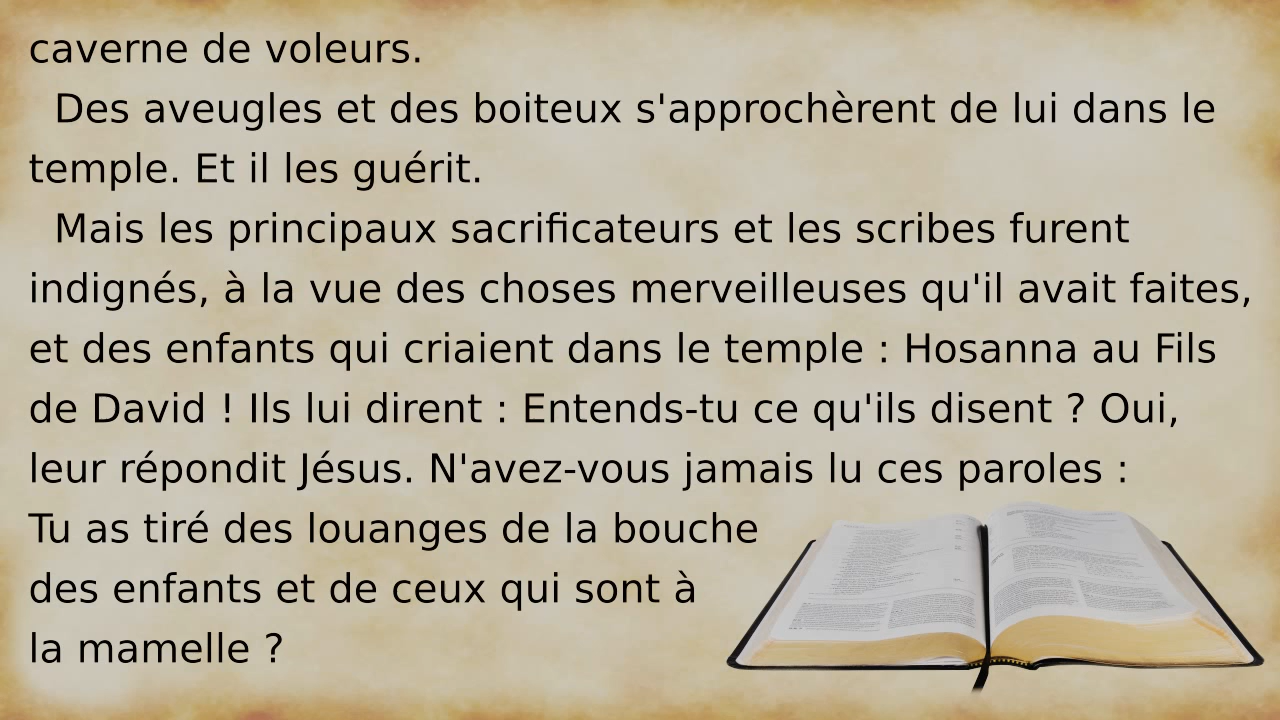 caverne de voleurs.
Des aveugles et des boiteux s'approchèrent de lui dans le
temple. Et il les guérit.
Mais les principaux sacrificateurs et les scribes furent
indignés, à la vue des choses merveilleuses qu'il avait faites,
et des enfants qui criaient dans le temple : Hosanna au Fils
de David ! Ils lui dirent : Entends-tu ce qu'ils disent ? Oui,
leur répondit Jésus. N'avez-vous jamais lu ces paroles :
Tu as tiré des louanges de la bouche
des enfants et de ceux qui sont à
la mamelle ?